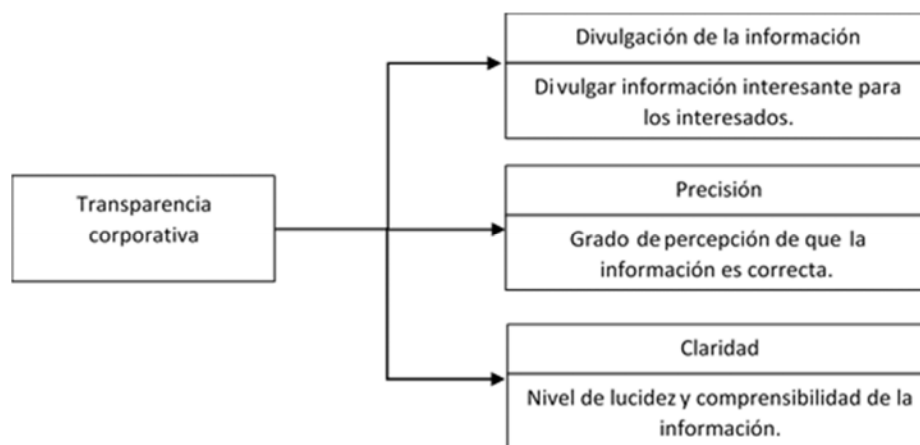 Transparencia
corporativa
Divulgación de la información
Divulgar información interesante para
los interesados.
Precisión
Grado de percepción de que la
información es correcta.
Claridad
Nivel de lucidez y comprensibilidad de la
información.